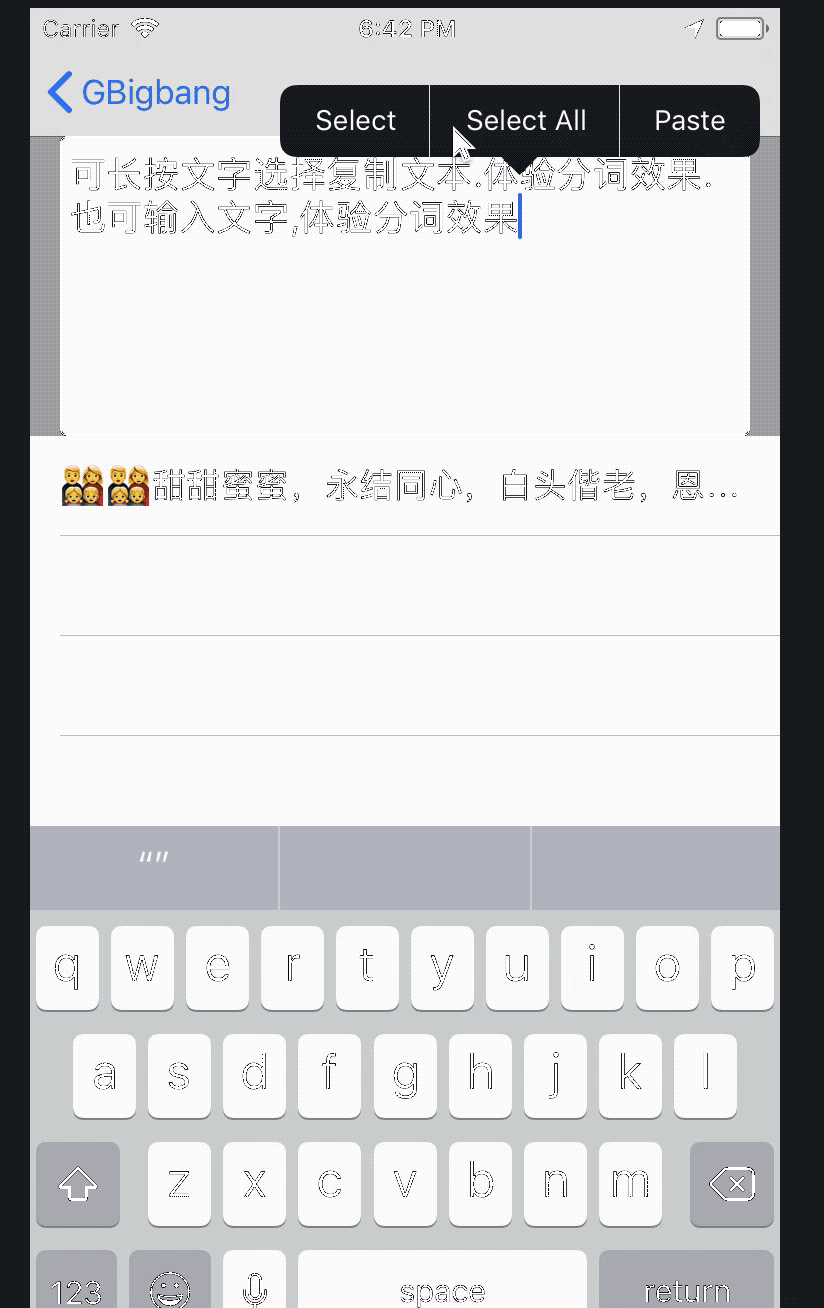 Carrier 6:42 PM
GBigbang
Select Select All Paste
可长按文字选择复制文本.体验分词效果.
也可输入文字,体验分词效果
👨‍👩‍👧‍👦👨‍👩‍👧‍👦甜甜蜜蜜，永结同心，白头偕老，恩...
“”
q w e r t y u i o p
a s d f g h j k l
z x c v b n m
123 space return